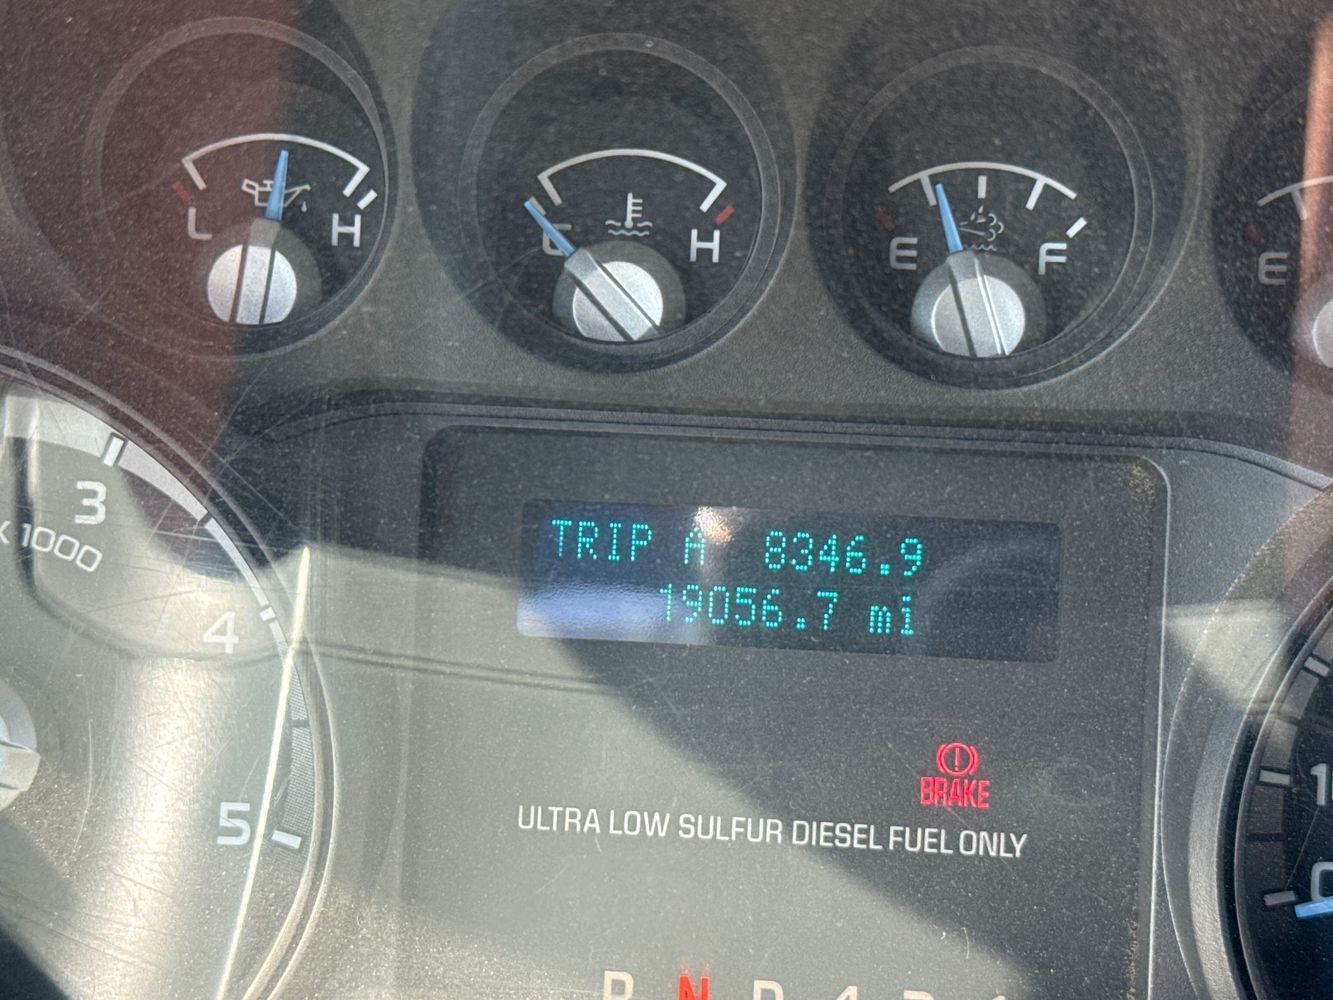 L H
C H
E F
E
3
x 1000
4
5
TRIP A 8346.9
19056.7 mi
BRAKE
ULTRA LOW SULFUR DIESEL FUEL ONLY
N